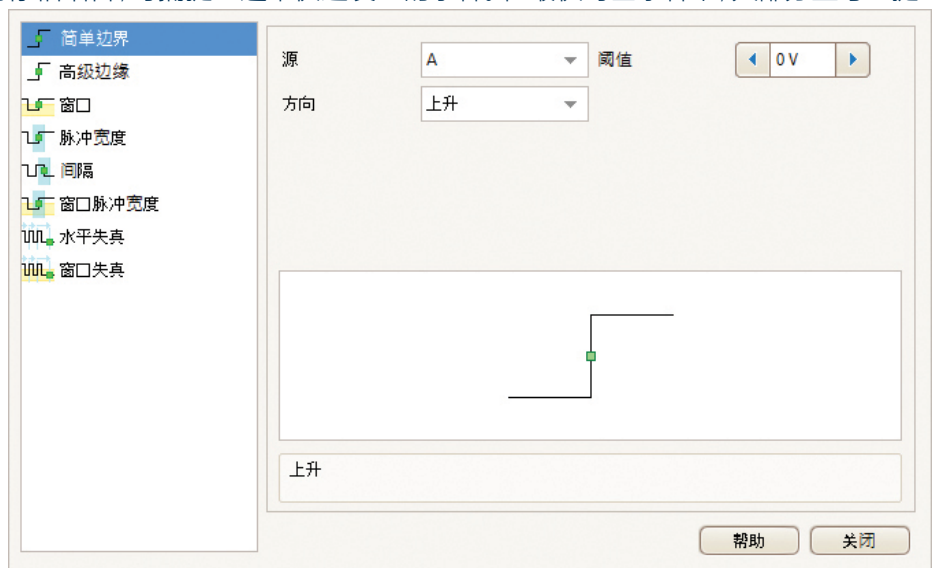 简单边界
高级边缘
窗口
脉冲宽度
间隔
窗口脉冲宽度
水平失真
窗口失真
源 A 阈值 0 V
方向 上升
上升
帮助 关闭